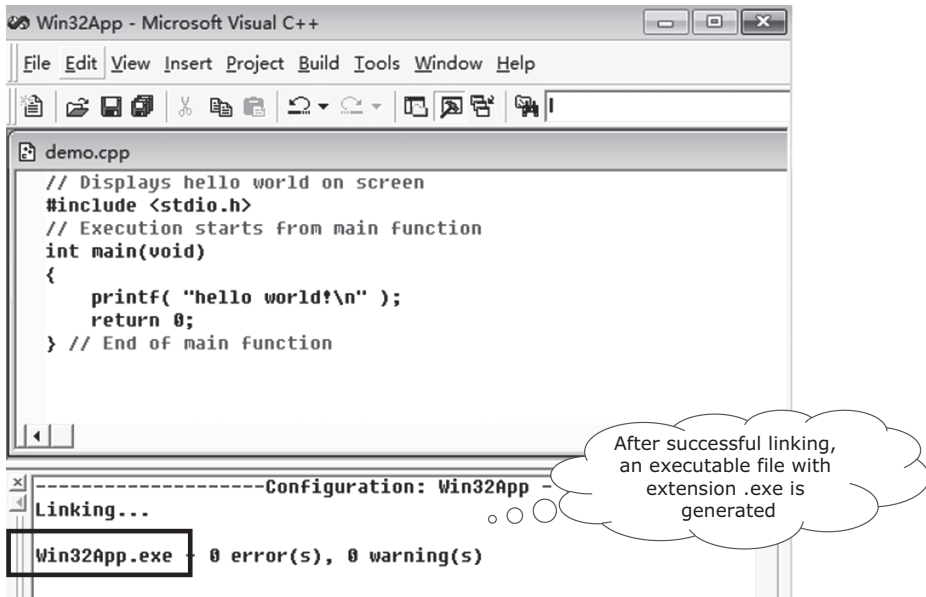 Win32App - Microsoft Visual C++
File Edit View Insert Project Build Tools Window Help
demo.cpp
// Displays hello world on screen
#include <stdio.h>
// Execution starts from main function
int main(void)
{
printf( "hello world!\n" );
return 0;
} // End of main function
After successful linking,
an executable file with
extension .exe is
generated
--------------------Configuration: Win32App -
Linking...
Win32App.exe - 0 error(s), 0 warning(s)